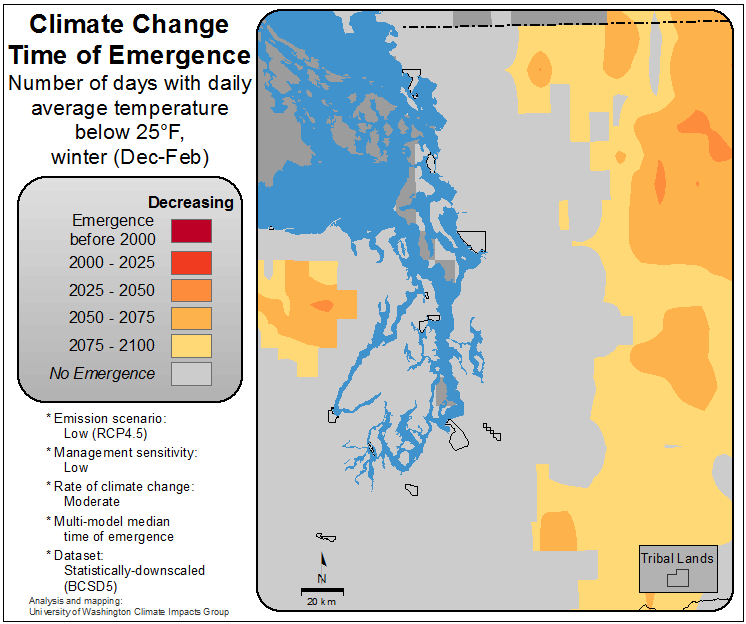 Climate Change
Time of Emergence
Number of days with daily
average temperature
below 25°F,
winter (Dec-Feb)
Decreasing
Emergence
before 2000
2000 - 2025
2025 - 2050
2050 - 2075
2075 - 2100
No Emergence
* Emission scenario:
Low (RCP4.5)
* Management sensitivity:
Low
* Rate of climate change:
Moderate
* Multi-model median
time of emergence
* Dataset:
Statistically-downscaled
(BCSD5)
Analysis and mapping:
University of Washington Climate Impacts Group
N
20 km
Tribal Lands